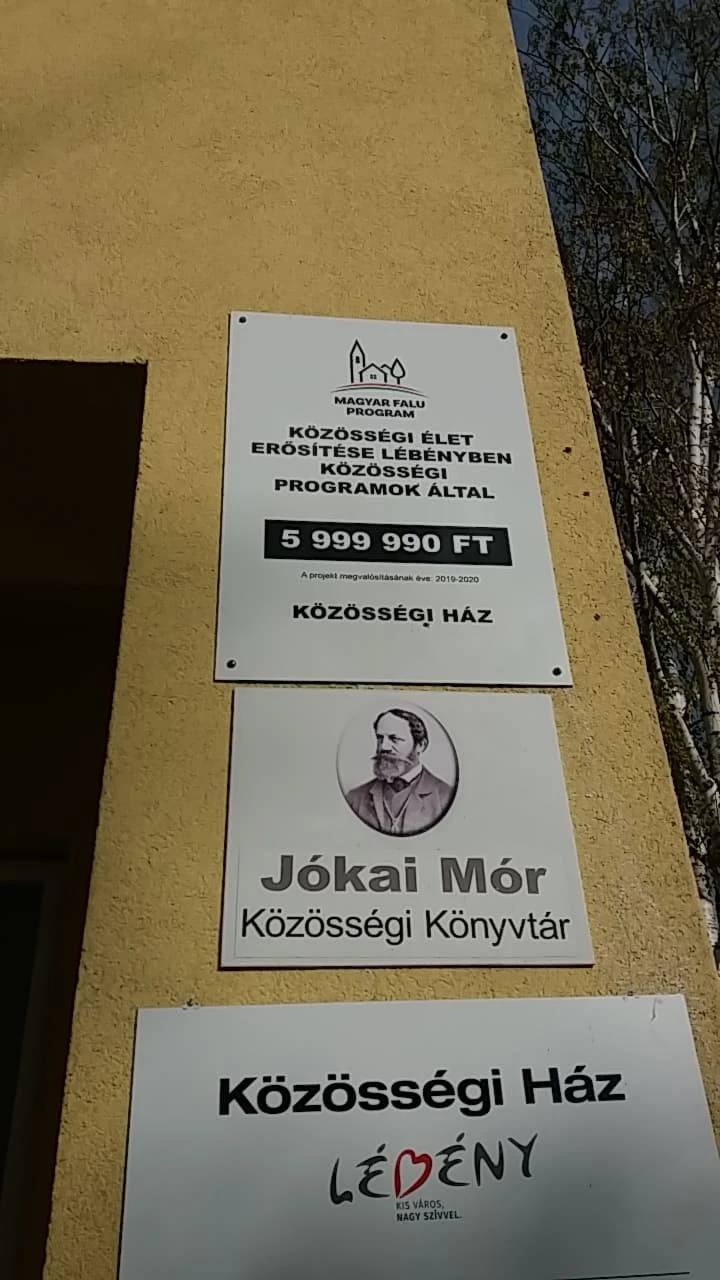 MAGYAR FALU
PROGRAM
KÖZÖSSÉGI ÉLET
ERŐSÍTÉSE LÉBÉNYBEN
KÖZÖSSÉGI
PROGRAMOK ÁLTAL
5 999 990 FT
A projekt megvalósításának éve: 2019-2020
KÖZÖSSÉGI HÁZ
Jókai Mór
Közösségi Könyvtár
Közösségi Ház
LÉBÉNY
KIS VÁROS,
NAGY SZÍVVEL.